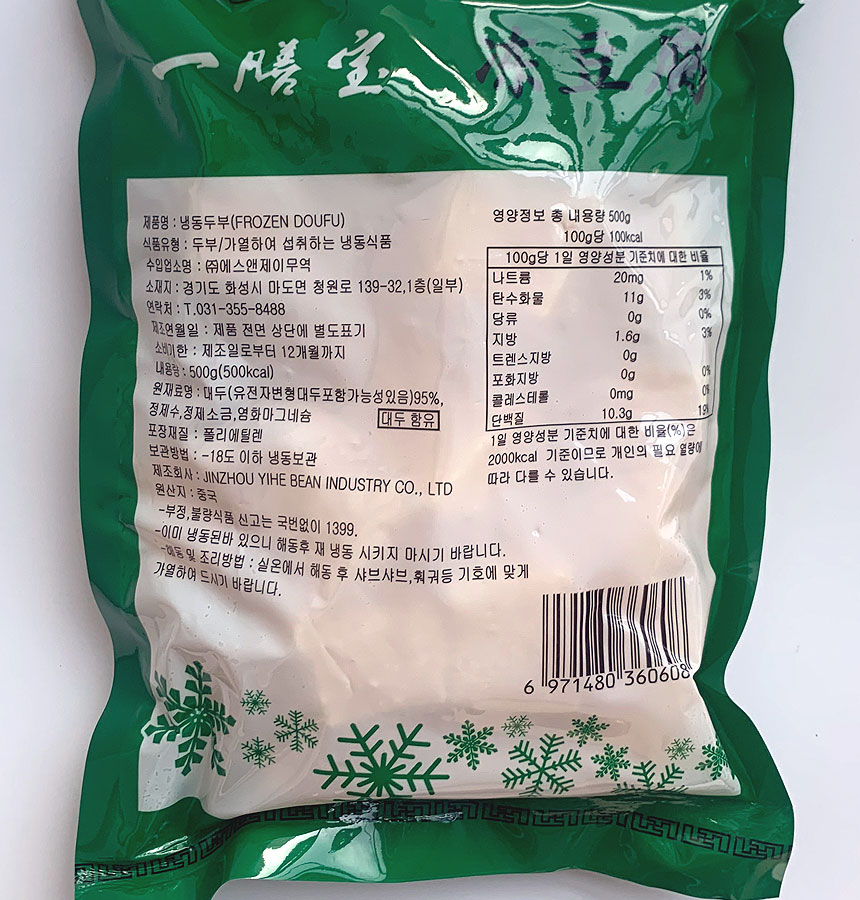 一膳宝 冻豆腐
제품명 : 냉동두부(FROZEN DOUFU)
식품유형 : 두부/가열하여 섭취하는 냉동식품
수입업소명 : ㈜에스앤제이무역
소재지 : 경기도 화성시 마도면 청원로 139-32,1층(일부)
연락처 : T.031-355-8488
제조연월일 : 제품 전면 상단에 별도표기
소비기한 : 제조일로부터 12개월까지
내용량 : 500g(500kcal)
원재료명 : 대두(유전자변형대두포함가능성있음)95%,
정제수,정제소금,염화마그네슘
대두 함유
포장재질 : 폴리에틸렌
보관방법 : -18도 이하 냉동보관
제조회사 : JINZHOU YIHE BEAN INDUSTRY CO., LTD
원산지 : 중국
-부정,불량식품 신고는 국번없이 1399.
-이미 냉동된바 있으니 해동후 재 냉동 시키지 마시기 바랍니다.
-해동 및 조리방법 : 실온에서 해동 후 샤브샤브,훠궈등 기호에 맞게
가열하여 드시기 바랍니다.
영양정보 총 내용량 500g
100g당 100kcal
100g당 1일 영양성분 기준치에 대한 비율
나트륨 20mg 1%
탄수화물 11g 3%
당류 0g 0%
지방 1.6g 3%
트렌스지방 0g
포화지방 0g 0%
콜레스테롤 0mg 0%
단백질 10.3g 19%
1일 영양성분 기준치에 대한 비율(%)은
2000kcal 기준이므로 개인의 필요 열량에
따라 다를 수 있습니다.
6 971480 360608